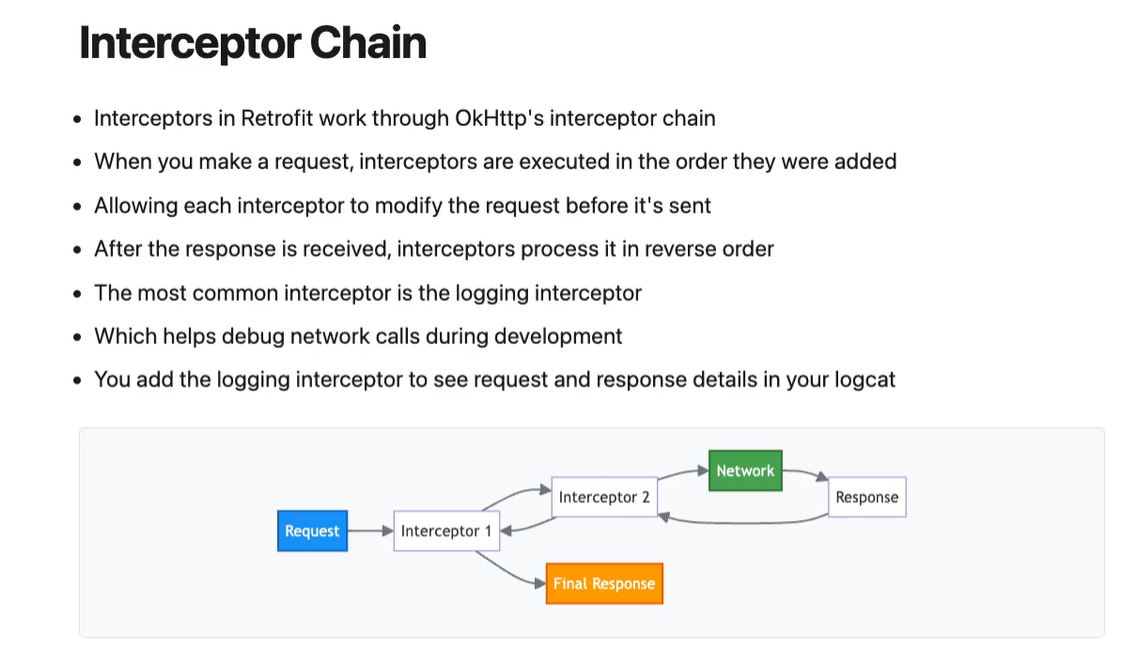 Interceptor Chain
• Interceptors in Retrofit work through OkHttp's interceptor chain
• When you make a request, interceptors are executed in the order they were added
• Allowing each interceptor to modify the request before it's sent
• After the response is received, interceptors process it in reverse order
• The most common interceptor is the logging interceptor
• Which helps debug network calls during development
• You add the logging interceptor to see request and response details in your logcat
Request
Interceptor 1
Interceptor 2
Network
Response
Final Response